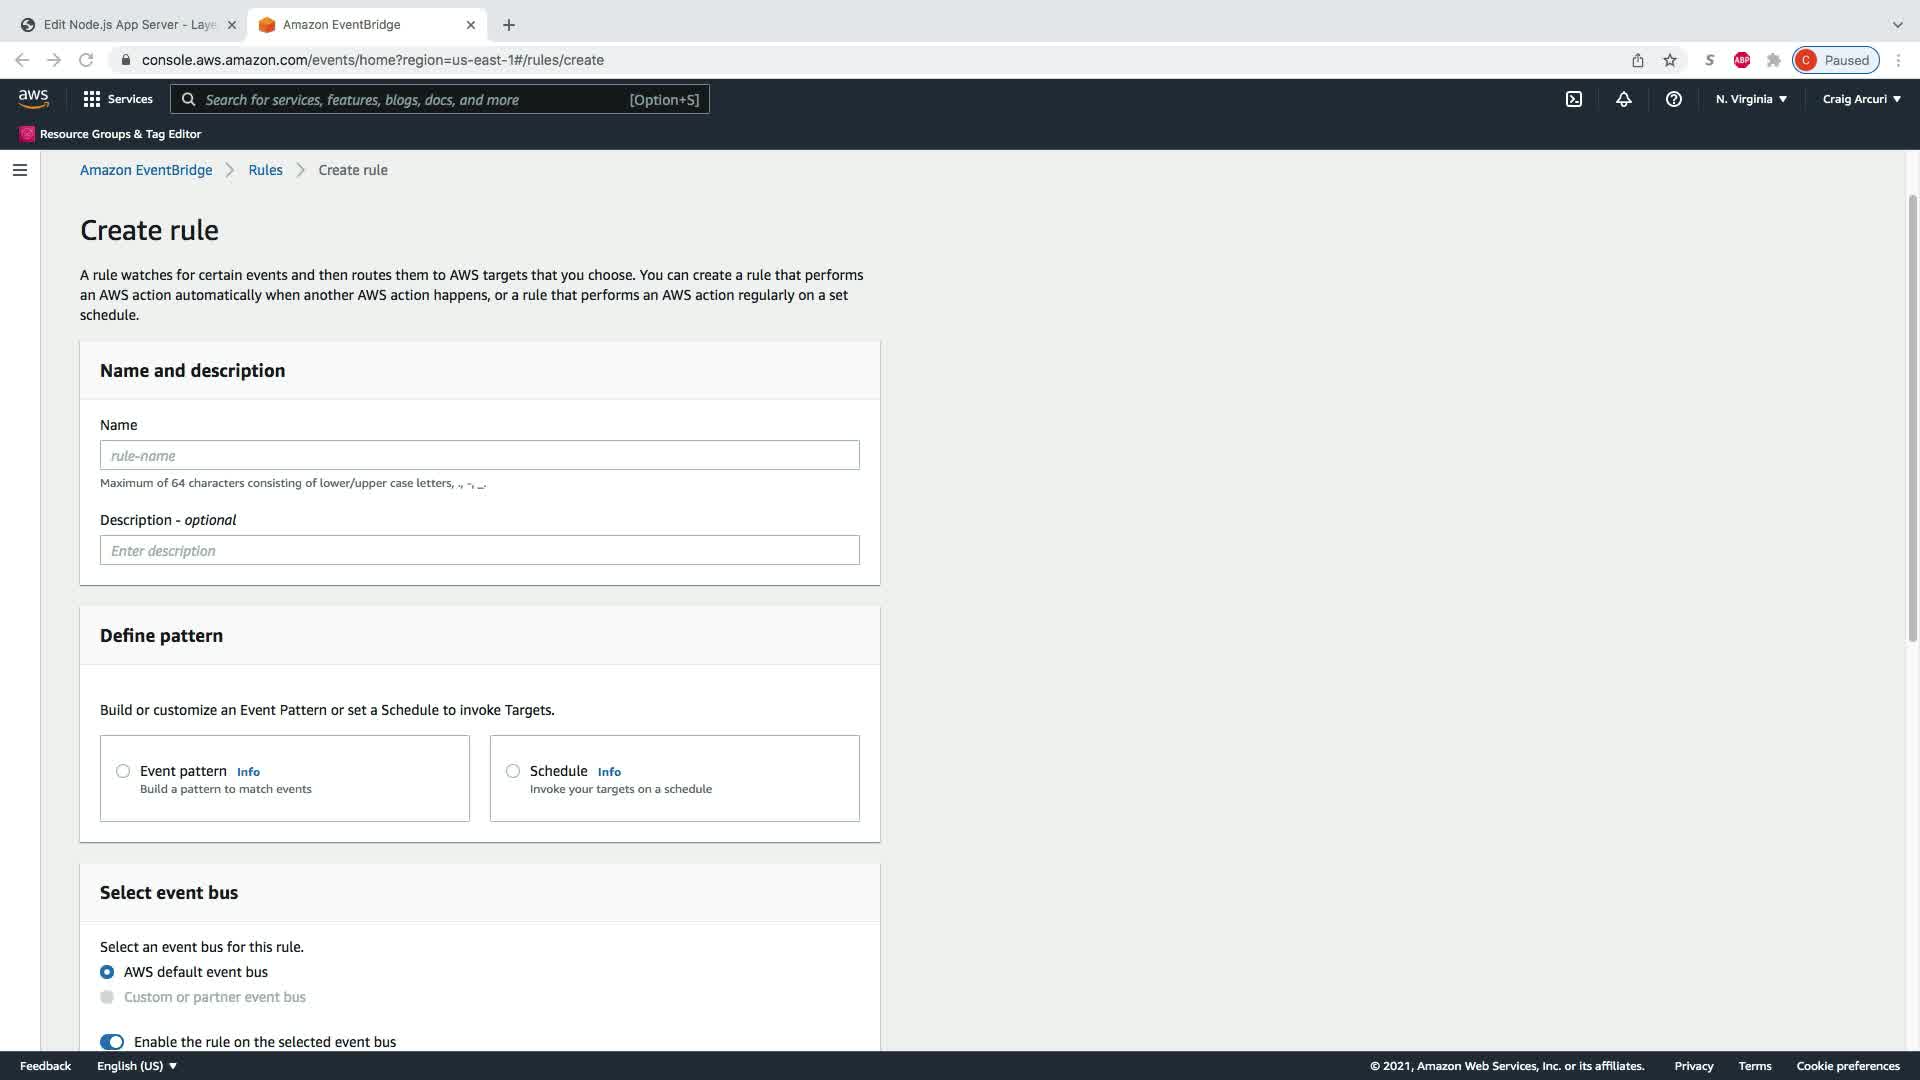 Edit Node.js App Server - Laye
Amazon EventBridge
console.aws.amazon.com/events/home?region=us-east-1#/rules/create
S
ABP
C
Paused
aws
Services
Search for services, features, blogs, docs, and more
[Option+S]
N. Virginia
Craig Arcuri
Resource Groups & Tag Editor
Amazon EventBridge
Rules
Create rule
Create rule
A rule watches for certain events and then routes them to AWS targets that you choose. You can create a rule that performs
an AWS action automatically when another AWS action happens, or a rule that performs an AWS action regularly on a set
schedule.
Name and description
Name
rule-name
Maximum of 64 characters consisting of lower/upper case letters, ., -, _.
Description - optional
Enter description
Define pattern
Build or customize an Event Pattern or set a Schedule to invoke Targets.
Event pattern Info
Build a pattern to match events
Schedule Info
Invoke your targets on a schedule
Select event bus
Select an event bus for this rule.
AWS default event bus
Custom or partner event bus
Enable the rule on the selected event bus
Feedback
English (US)
© 2021, Amazon Web Services, Inc. or its affiliates.
Privacy
Terms
Cookie preferences